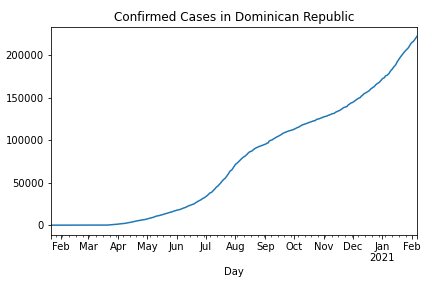 Confirmed Cases in Dominican Republic
200000
150000
100000
50000
0
Feb Mar Apr May Jun Jul Aug Sep Oct Nov Dec Jan Feb
2021
Day